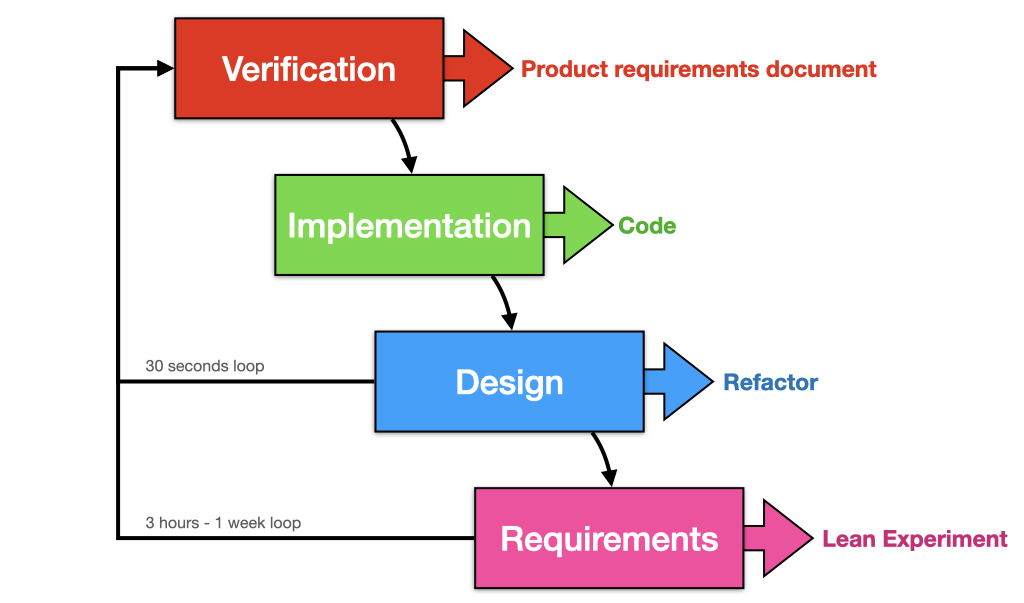 Verification
Product requirements document
Implementation
Code
30 seconds loop
Design
Refactor
3 hours - 1 week loop
Requirements
Lean Experiment